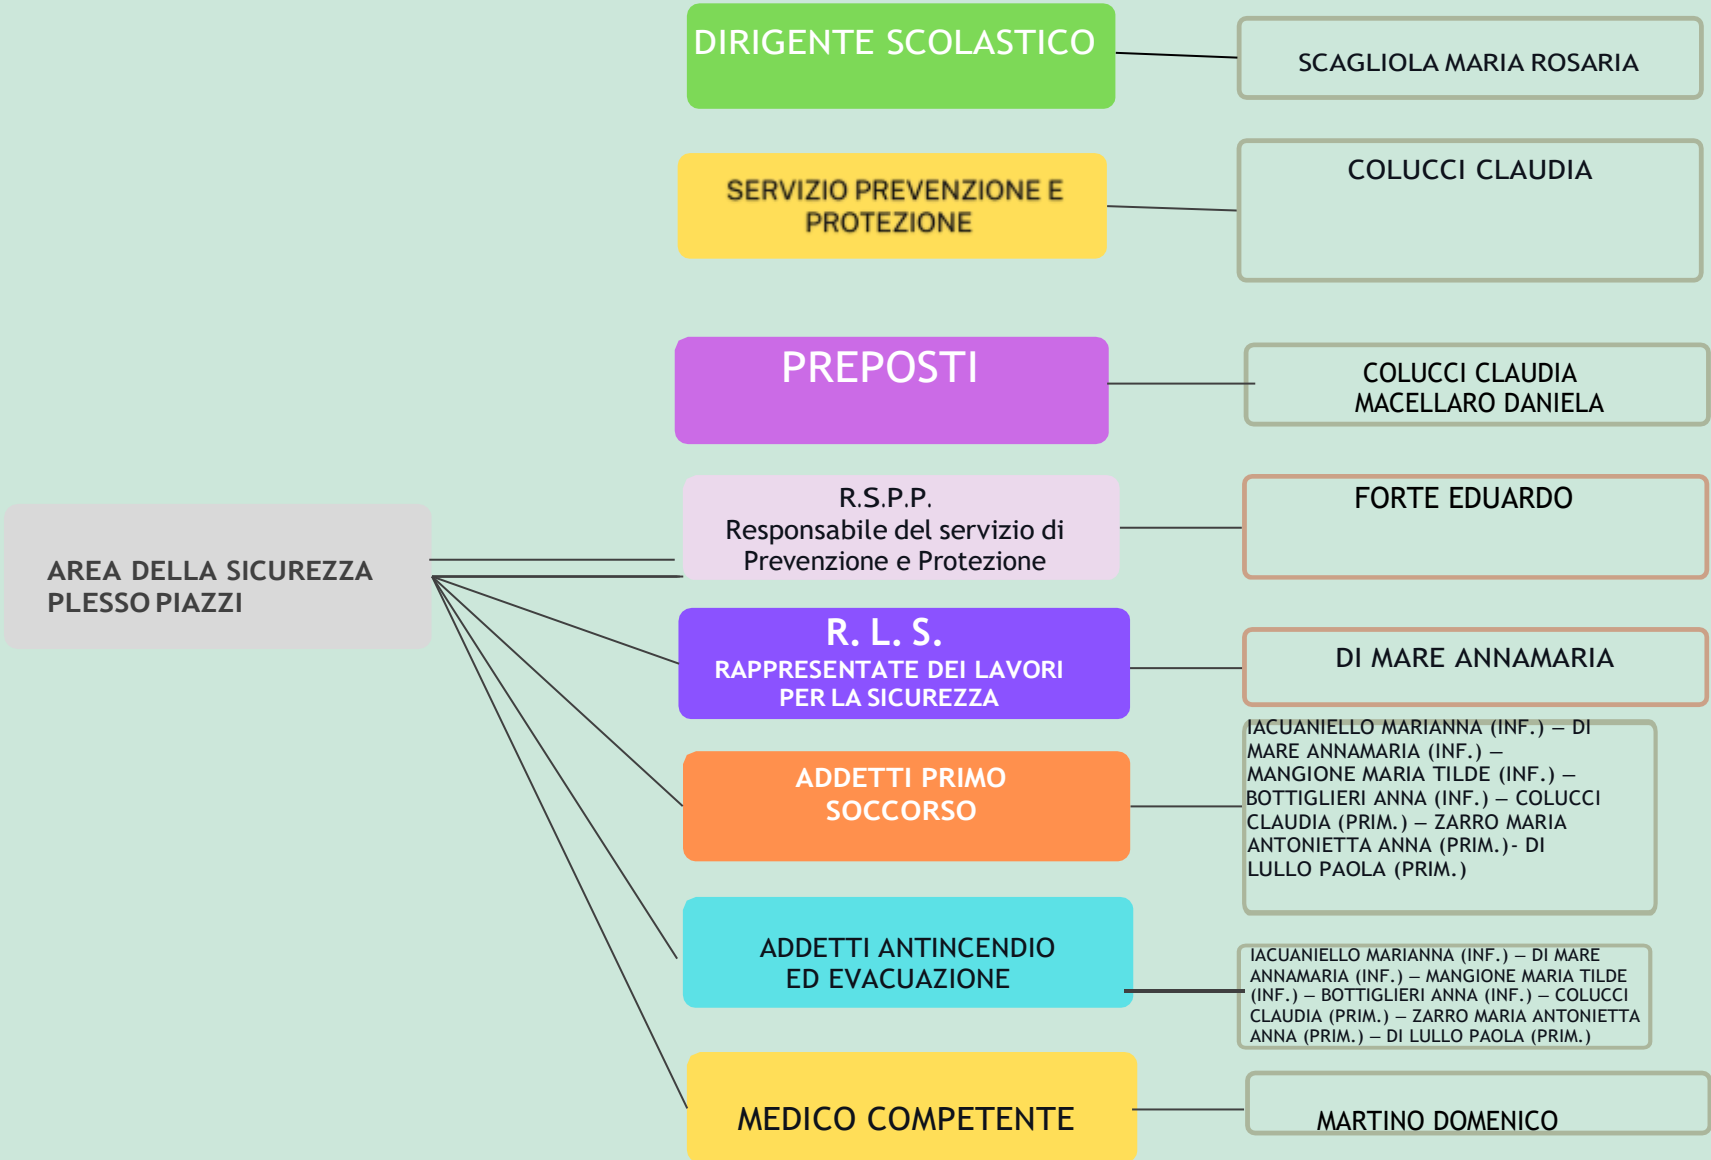 DIRIGENTE SCOLASTICO
SCAGLIOLA MARIA ROSARIA
SERVIZIO PREVENZIONE E
PROTEZIONE
COLUCCI CLAUDIA
PREPOSTI
COLUCCI CLAUDIA
MACELLARO DANIELA
AREA DELLA SICUREZZA
PLESSO PIAZZI
R.S.P.P.
Responsabile del servizio di
Prevenzione e Protezione
FORTE EDUARDO
R. L. S.
RAPPRESENTATE DEI LAVORI
PER LA SICUREZZA
DI MARE ANNAMARIA
ADDETTI PRIMO
SOCCORSO
IACUANIELLO MARIANNA (INF.) – DI
MARE ANNAMARIA (INF.) –
MANGIONE MARIA TILDE (INF.) –
BOTTIGLIERI ANNA (INF.) – COLUCCI
CLAUDIA (PRIM.) – ZARRO MARIA
ANTONIETTA ANNA (PRIM.)- DI
LULLO PAOLA (PRIM.)
ADDETTI ANTINCENDIO
ED EVACUAZIONE
IACUANIELLO MARIANNA (INF.) – DI MARE
ANNAMARIA (INF.) – MANGIONE MARIA TILDE
(INF.) – BOTTIGLIERI ANNA (INF.) – COLUCCI
CLAUDIA (PRIM.) – ZARRO MARIA ANTONIETTA
ANNA (PRIM.) – DI LULLO PAOLA (PRIM.)
MEDICO COMPETENTE
MARTINO DOMENICO